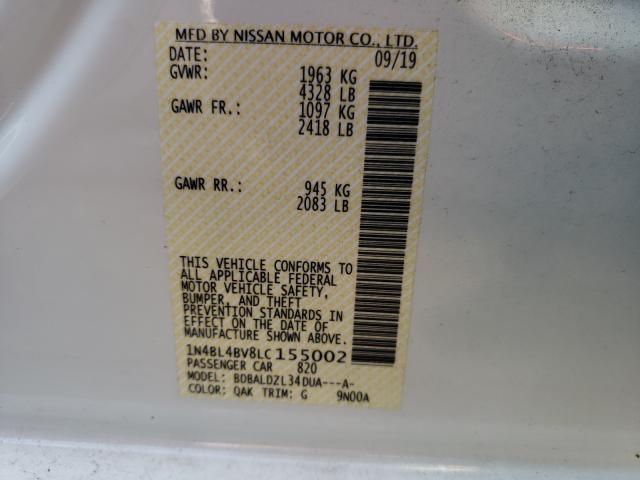 MFD BY NISSAN MOTOR CO., LTD.
DATE: 09/19
GVWR: 1963 KG
4328 LB
GAWR FR.: 1097 KG
2418 LB
GAWR RR.: 945 KG
2083 LB
THIS VEHICLE CONFORMS TO
ALL APPLICABLE FEDERAL
MOTOR VEHICLE SAFETY,
BUMPER, AND THEFT
PREVENTION STANDARDS IN
EFFECT ON THE DATE OF
MANUFACTURE SHOWN ABOVE.
1N4BL4BV8LC155002
PASSENGER CAR 820
MODEL: BDBALDZL34DUA---A-
COLOR: QAK TRIM: G 9N00A